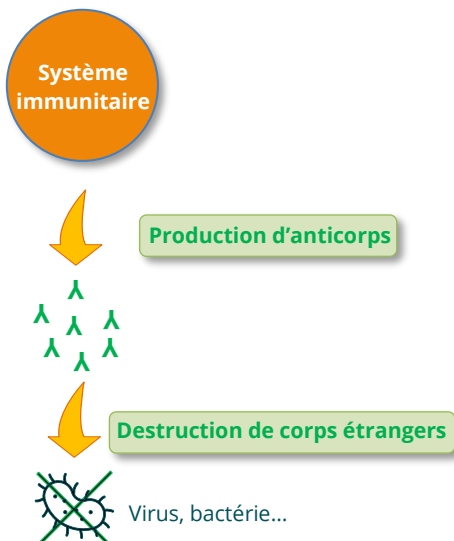 Système
immunitaire
Production d'anticorps
Destruction de corps étrangers
Virus, bactérie...